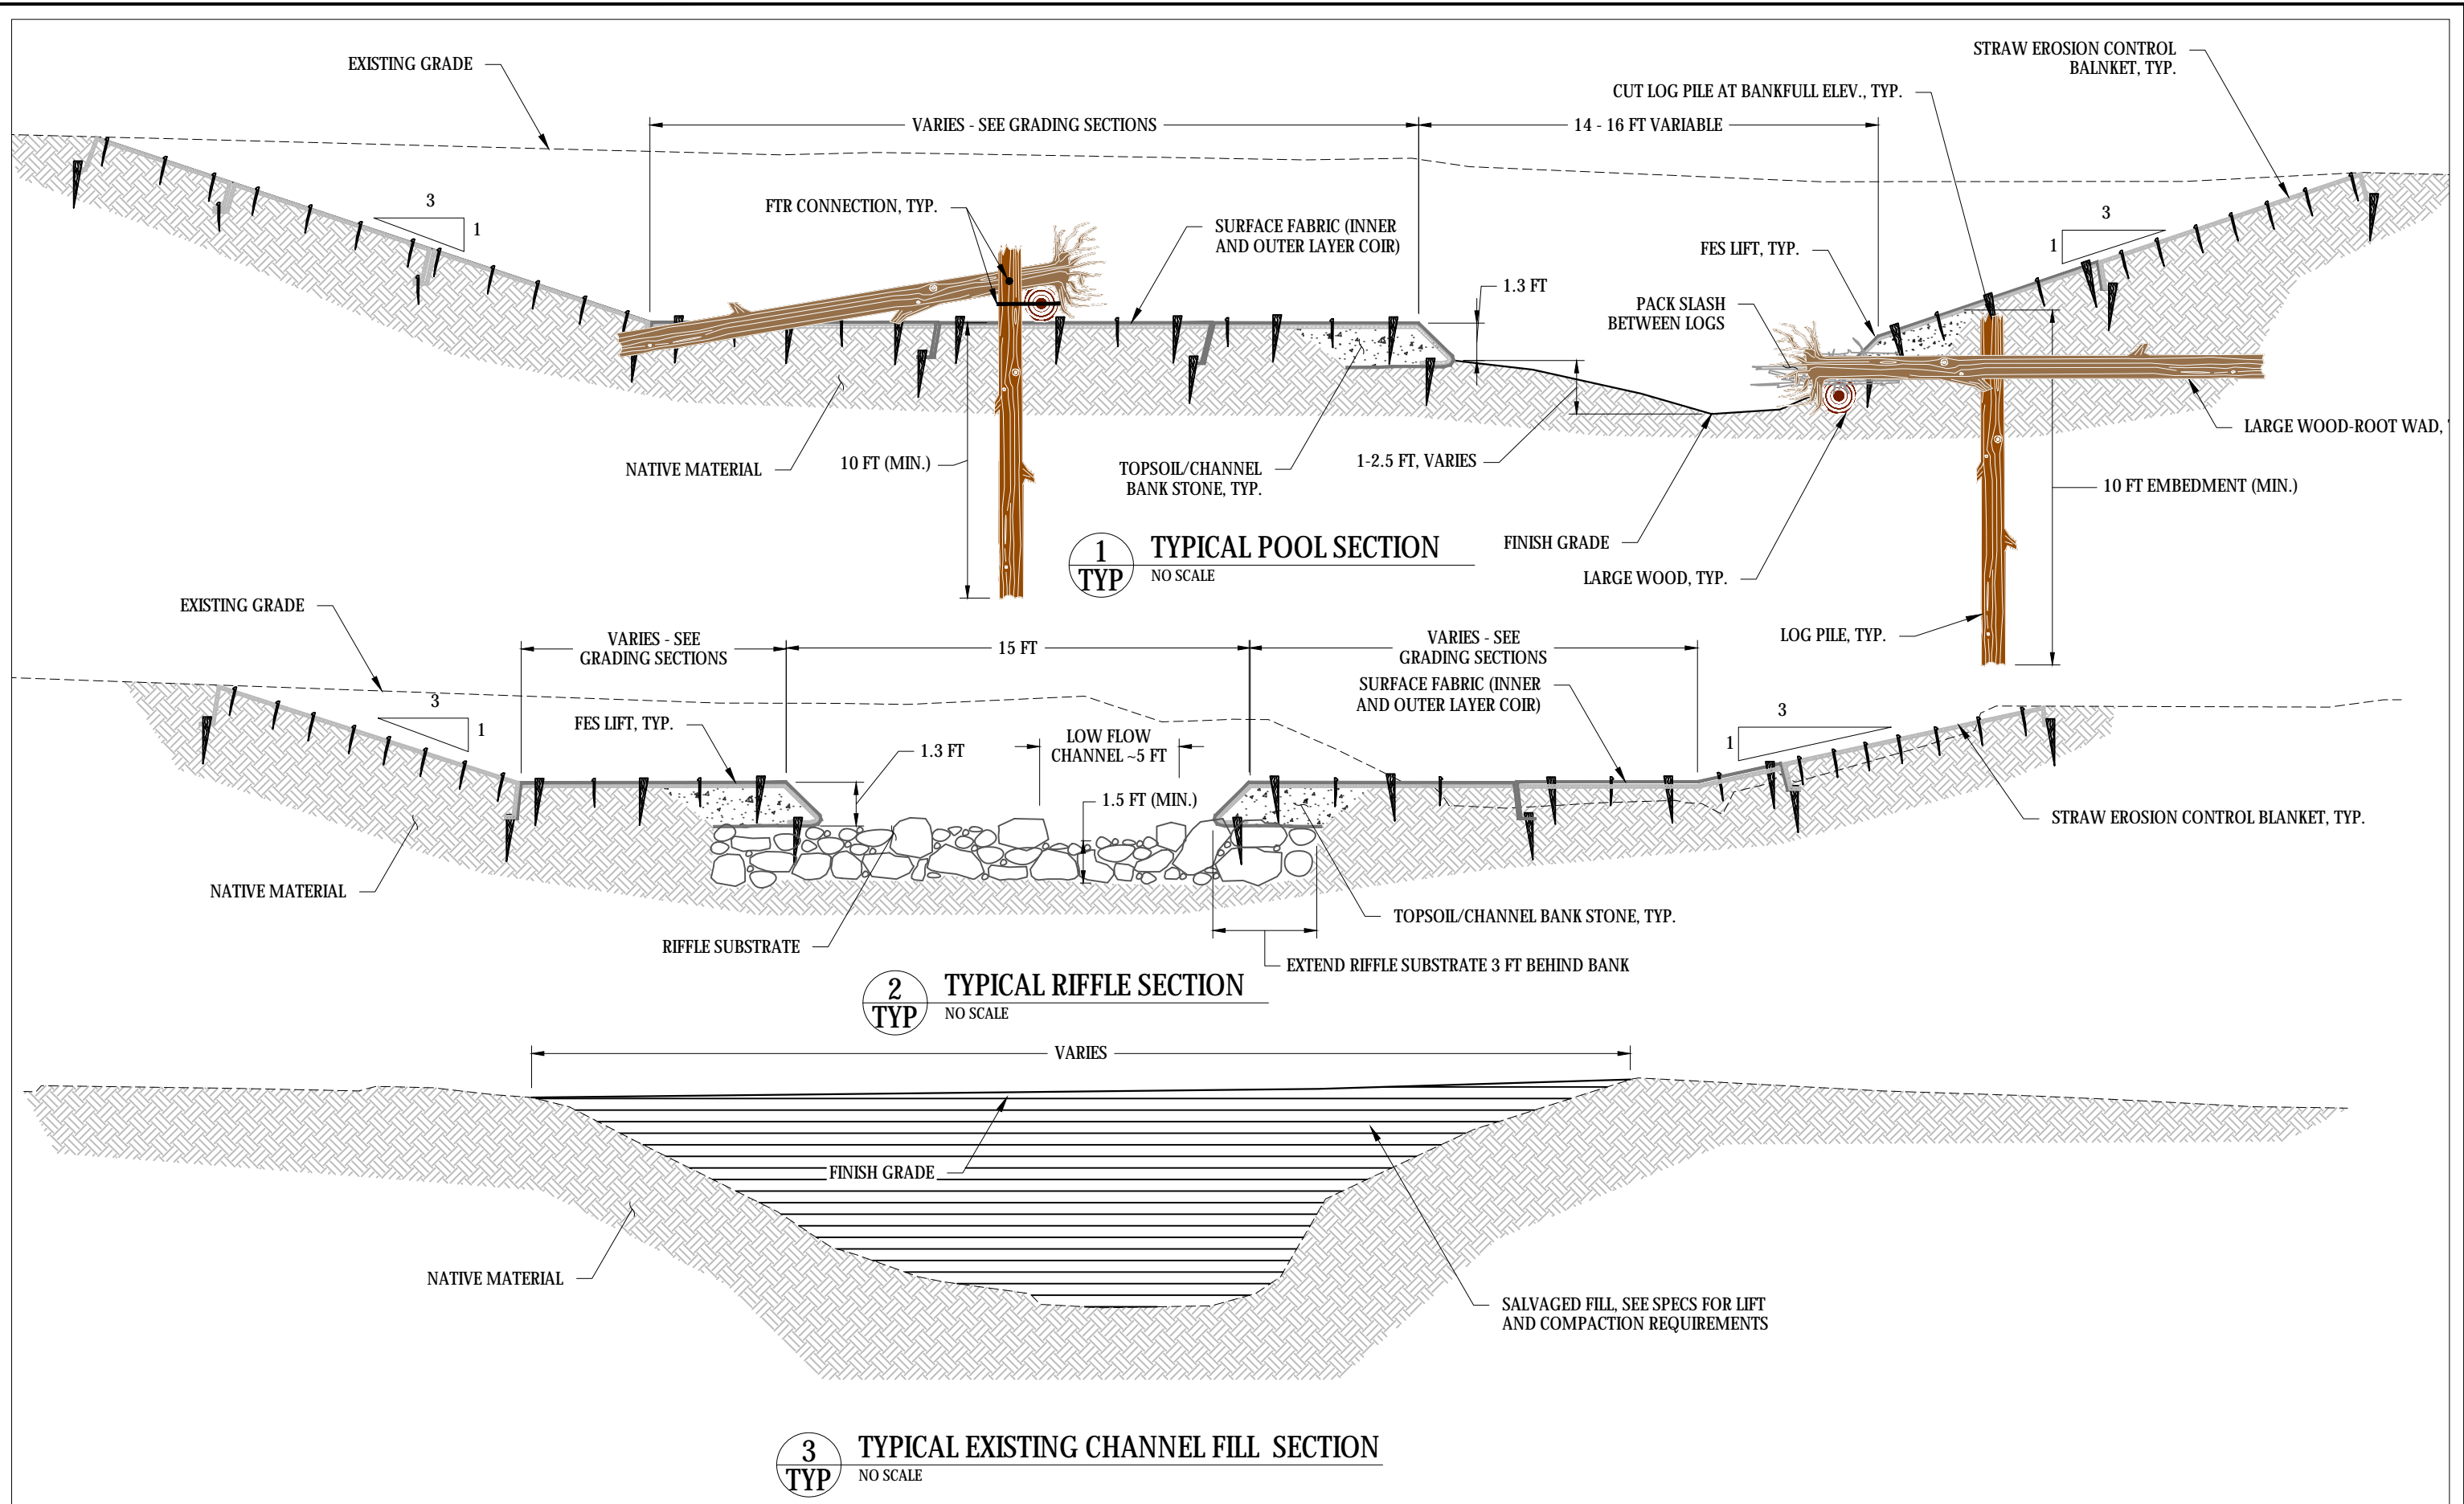 EXISTING GRADE
STRAW EROSION CONTROL
BALNKET, TYP.
CUT LOG PILE AT BANKFULL ELEV., TYP.
VARIES - SEE GRADING SECTIONS
14 - 16 FT VARIABLE
3
1
FTR CONNECTION, TYP.
SURFACE FABRIC (INNER
AND OUTER LAYER COIR)
3
1
FES LIFT, TYP.
1.3 FT
PACK SLASH
BETWEEN LOGS
LARGE WOOD-ROOT WAD,
NATIVE MATERIAL
10 FT (MIN.)
TOPSOIL/CHANNEL
BANK STONE, TYP.
1-2.5 FT, VARIES
10 FT EMBEDMENT (MIN.)
FINISH GRADE
LARGE WOOD, TYP.
LOG PILE, TYP.
1
TYP
TYPICAL POOL SECTION
NO SCALE
EXISTING GRADE
VARIES - SEE
GRADING SECTIONS
15 FT
VARIES - SEE
GRADING SECTIONS
SURFACE FABRIC (INNER
AND OUTER LAYER COIR)
3
1
FES LIFT, TYP.
1.3 FT
LOW FLOW
CHANNEL ~5 FT
1.5 FT (MIN.)
3
1
STRAW EROSION CONTROL BLANKET, TYP.
NATIVE MATERIAL
RIFFLE SUBSTRATE
TOPSOIL/CHANNEL BANK STONE, TYP.
EXTEND RIFFLE SUBSTRATE 3 FT BEHIND BANK
2
TYP
TYPICAL RIFFLE SECTION
NO SCALE
VARIES
FINISH GRADE
NATIVE MATERIAL
SALVAGED FILL, SEE SPECS FOR LIFT
AND COMPACTION REQUIREMENTS
3
TYP
TYPICAL EXISTING CHANNEL FILL SECTION
NO SCALE